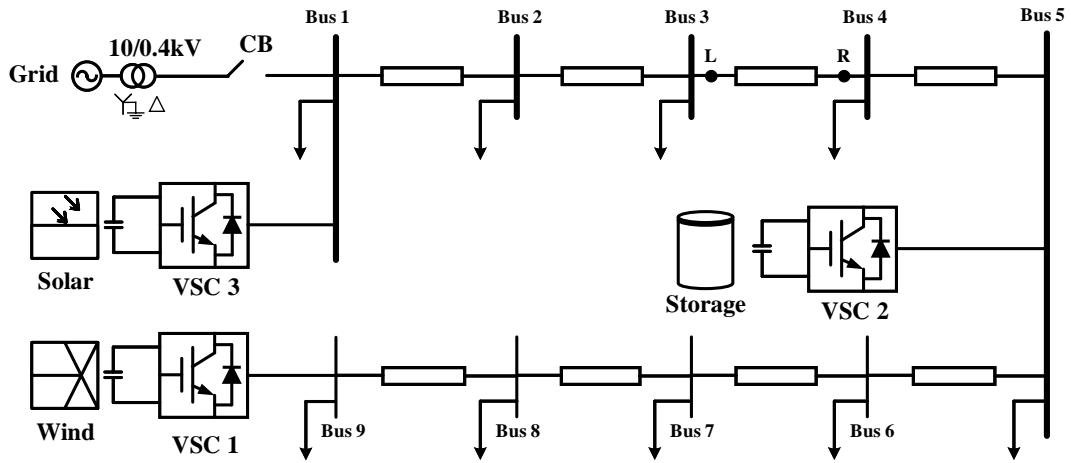 Bus 1
Bus 2
Bus 3
Bus 4
Bus 5
10/0.4kV
CB
Grid
L
R
Solar
VSC 3
Storage
VSC 2
Wind
VSC 1
Bus 9
Bus 8
Bus 7
Bus 6